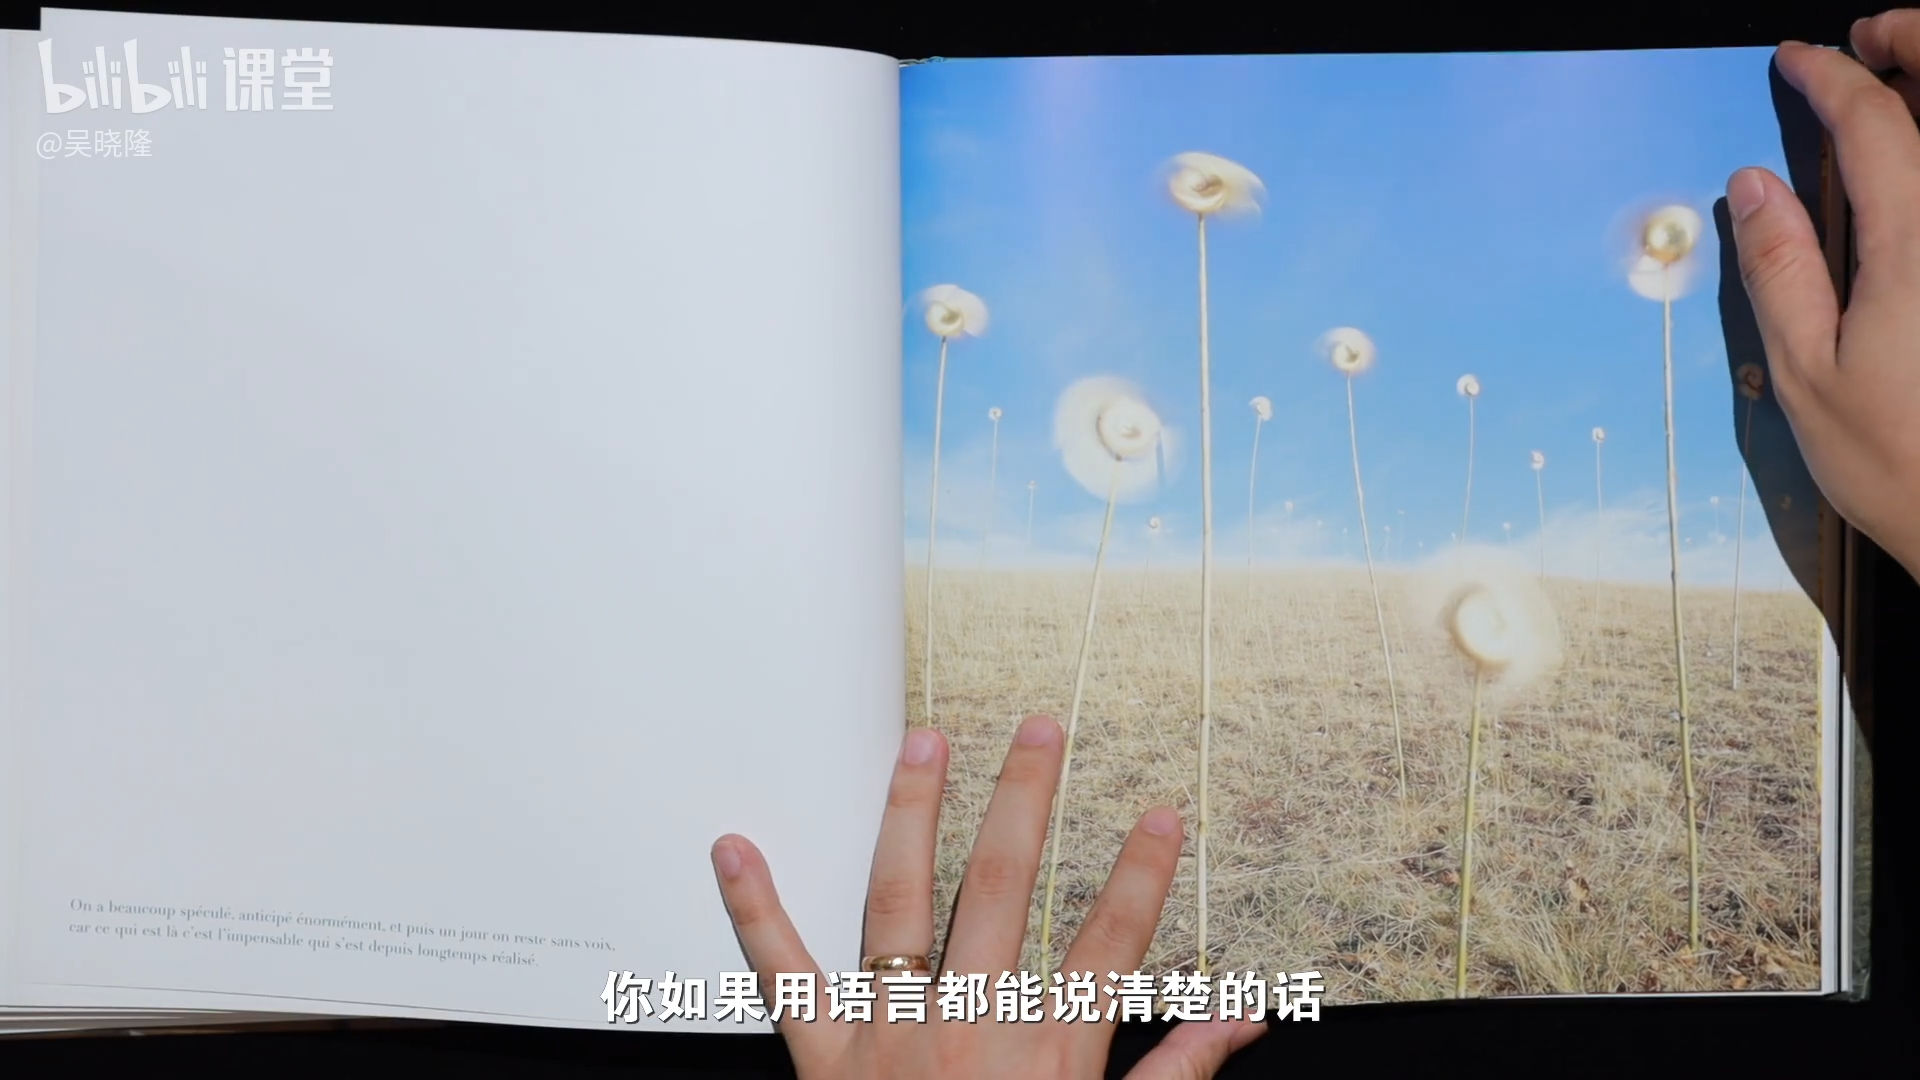 bilibili 课堂
@吴晓隆
On a beaucoup spéculé, anticipé énormément, et puis un jour on reste sans voix,
car ce qui est là c'est l'impensable qui s'est depuis longtemps réalisé.
你如果用语言都能说清楚的话